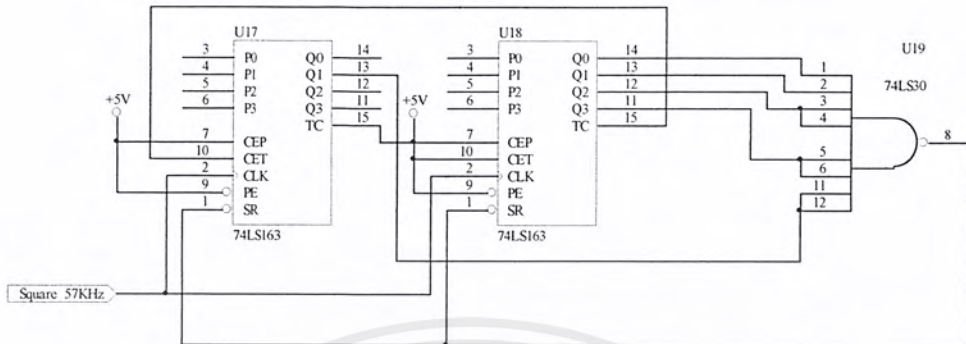 U17
3 P0 Q0 14
4 P1 Q1 13
5 P2 Q2 12
6 P3 Q3 11
TC 15
+5V
7 CEP
10 CET
2 CLK
9 PE
1 SR
74LS163
U18
3 P0 Q0 14
4 P1 Q1 13
5 P2 Q2 12
6 P3 Q3 11
TC 15
+5V
7 CEP
10 CET
2 CLK
9 PE
1 SR
74LS163
U19
74LS30
1
2
3
4
5
6
11
12
8
Square 57KHz